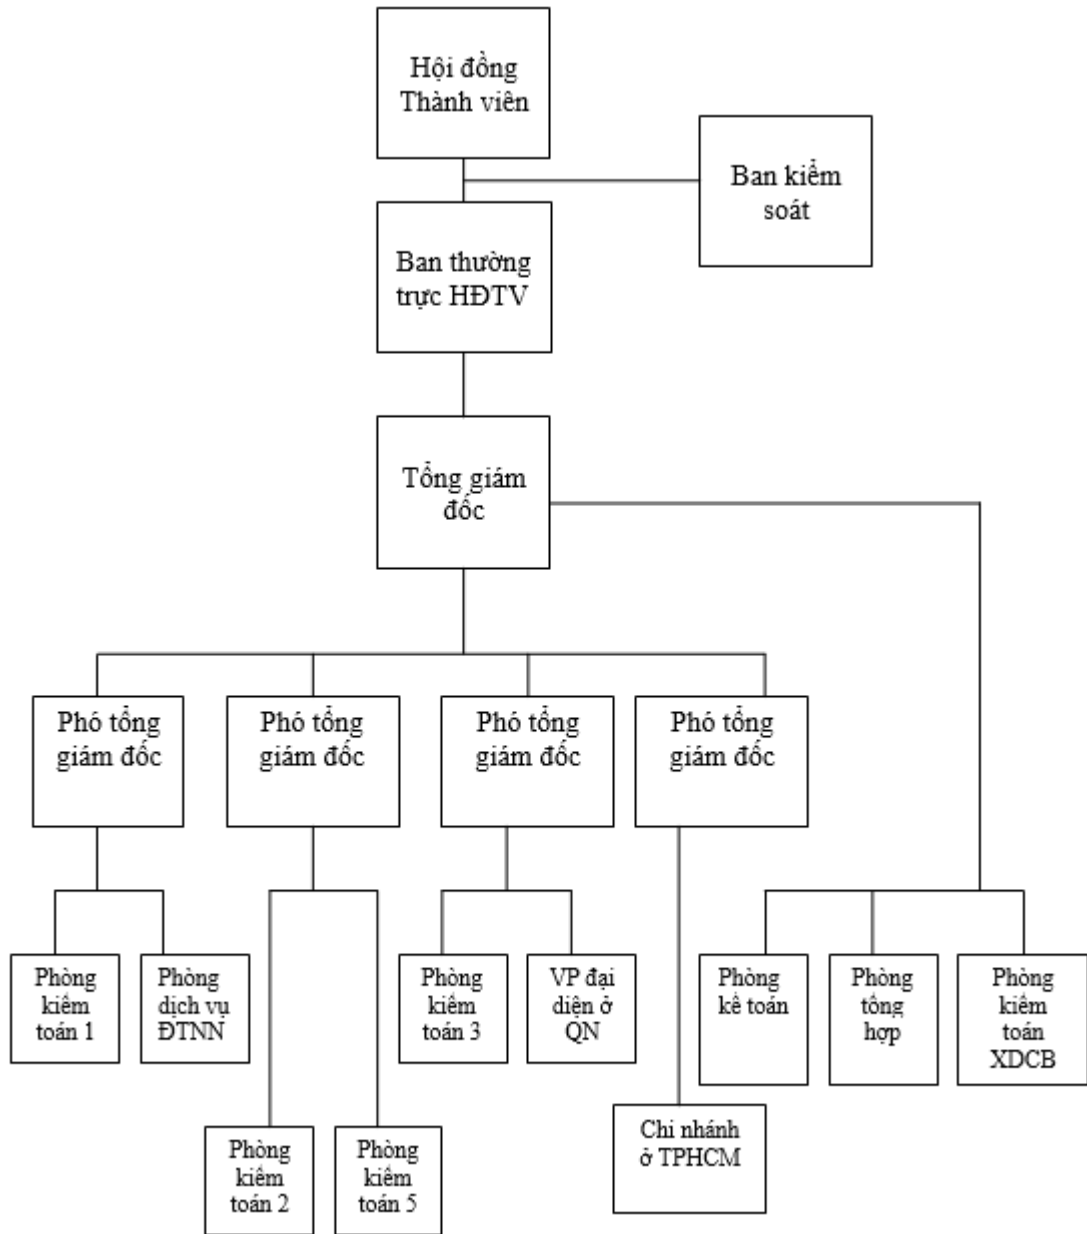 Hội đồng
Thành viên
Ban kiểm
soát
Ban thường
trực HĐTV
Tổng giám
đốc
Phó tổng
giám đốc
Phó tổng
giám đốc
Phó tổng
giám đốc
Phó tổng
giám đốc
Phòng
kiểm
toán 1
Phòng
dịch vụ
ĐTNN
Phòng
kiểm
toán 3
VP đại
diện ở
QN
Phòng
kế toán
Phòng
tổng
hợp
Phòng
kiểm
toán
XDCB
Phòng
kiểm
toán 2
Phòng
kiểm
toán 5
Chi nhánh
ở TPHCM